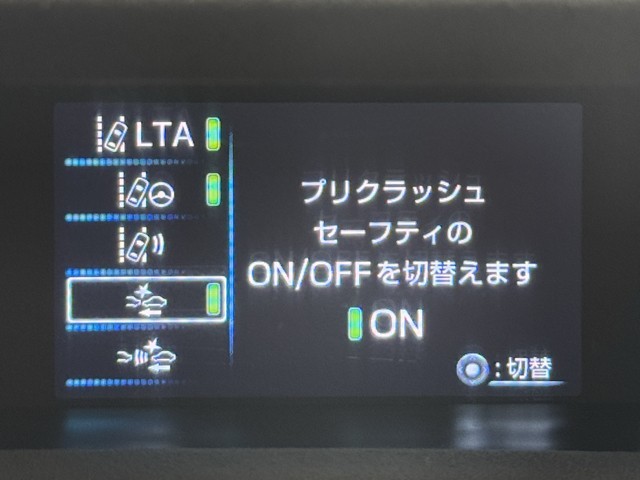 LTA
プリクラッシュ
セーフティの
ON/OFFを切替えます
ON
:切替